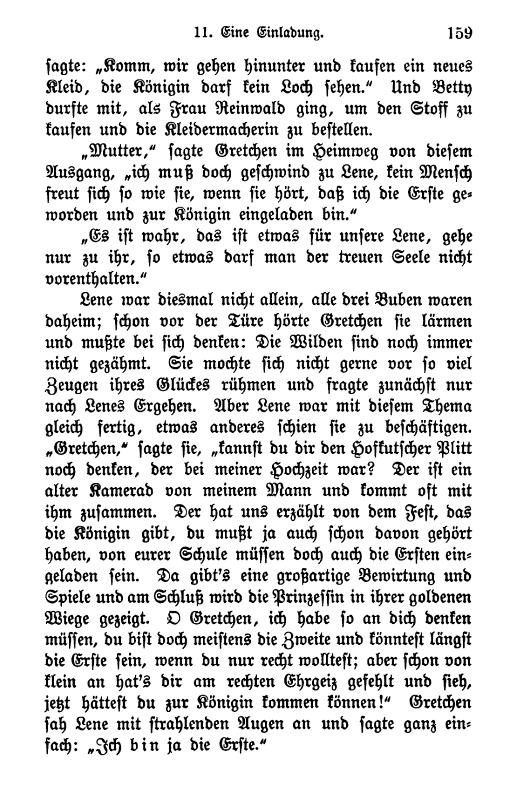 11. Eine Einladung. 159
sagte: „Komm, wir gehen hinunter und kaufen ein neues
Kleid, die Königin darf kein Loch sehen.“ Und Betty
durfte mit, als Frau Reinwald ging, um den Stoff zu
kaufen und die Kleidermacherin zu bestellen.
„Mutter,“ sagte Gretchen im Heimweg von diesem
Ausgang, „ich muß doch geschwind zu Lene, kein Mensch
freut sich so wie sie, wenn sie hört, daß ich die Erste ge-
worden und zur Königin eingeladen bin.“
„Es ist wahr, das ist etwas für unsere Lene, gehe
nur zu ihr, so etwas darf man der treuen Seele nicht
vorenthalten.“
Lene war diesmal nicht allein, alle drei Buben waren
daheim; schon vor der Türe hörte Gretchen sie lärmen
und mußte bei sich denken: Die Wilden sind noch immer
nicht gezähmt. Sie mochte sich nicht gerne vor so viel
Zeugen ihres Glückes rühmen und fragte zunächst nur
nach Lenes Ergehen. Aber Lene war mit diesem Thema
gleich fertig, etwas anderes schien sie zu beschäftigen.
„Gretchen,“ sagte sie, „kannst du dir den Hofkutscher Plitt
noch denken, der bei meiner Hochzeit war? Der ist ein
alter Kamerad von meinem Mann und kommt oft mit
ihm zusammen. Der hat uns erzählt von dem Fest, das
die Königin gibt, du mußt ja auch schon davon gehört
haben, von eurer Schule müssen doch auch die Ersten ein-
geladen sein. Da gibt's eine großartige Bewirtung und
Spiele und am Schluß wird die Prinzessin in ihrer goldenen
Wiege gezeigt. O Gretchen, ich habe so an dich denken
müssen, du bist doch meistens die Zweite und könntest längst
die Erste sein, wenn du nur recht wolltest; aber schon von
klein an hat's dir am rechten Ehrgeiz gefehlt und sieh,
jetzt hättest du zur Königin kommen können!“ Gretchen
sah Lene mit strahlenden Augen an und sagte ganz ein-
fach: „Ich bin ja die Erste.“